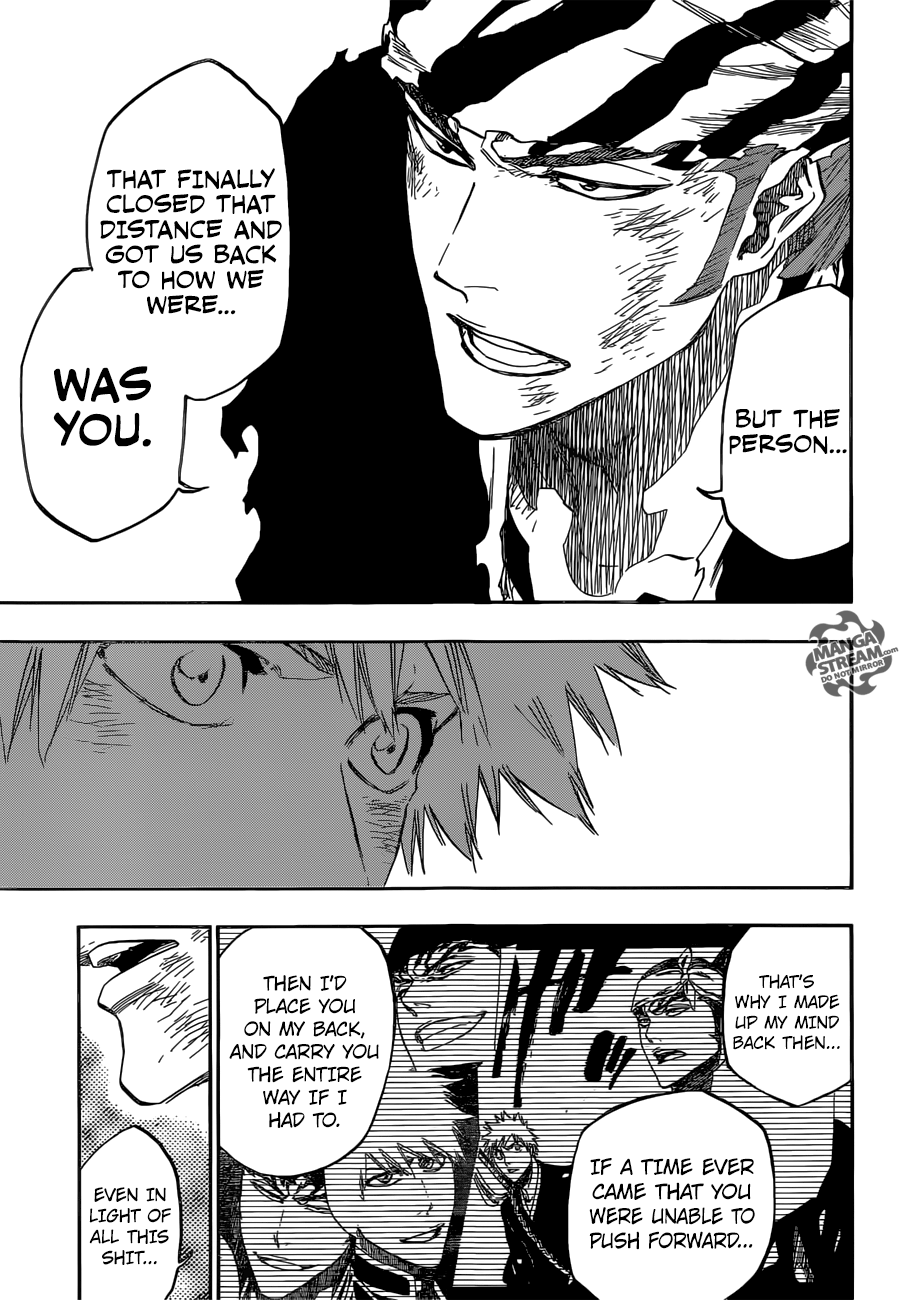 BUT THE
PERSON...
THAT FINALLY
CLOSED THAT
DISTANCE AND
GOT US BACK
TO HOW WE
WERE...
WAS
YOU.
MANGA
STREAM.com
DO NOT MIRROR
THAT'S
WHY I MADE
UP MY MIND
BACK THEN...
IF A TIME EVER
CAME THAT YOU
WERE UNABLE TO
PUSH FORWARD...
THEN I'D
PLACE YOU
ON MY BACK,
AND CARRY YOU
THE ENTIRE
WAY IF I
HAD TO.
EVEN IN
LIGHT OF
ALL THIS
SHIT...